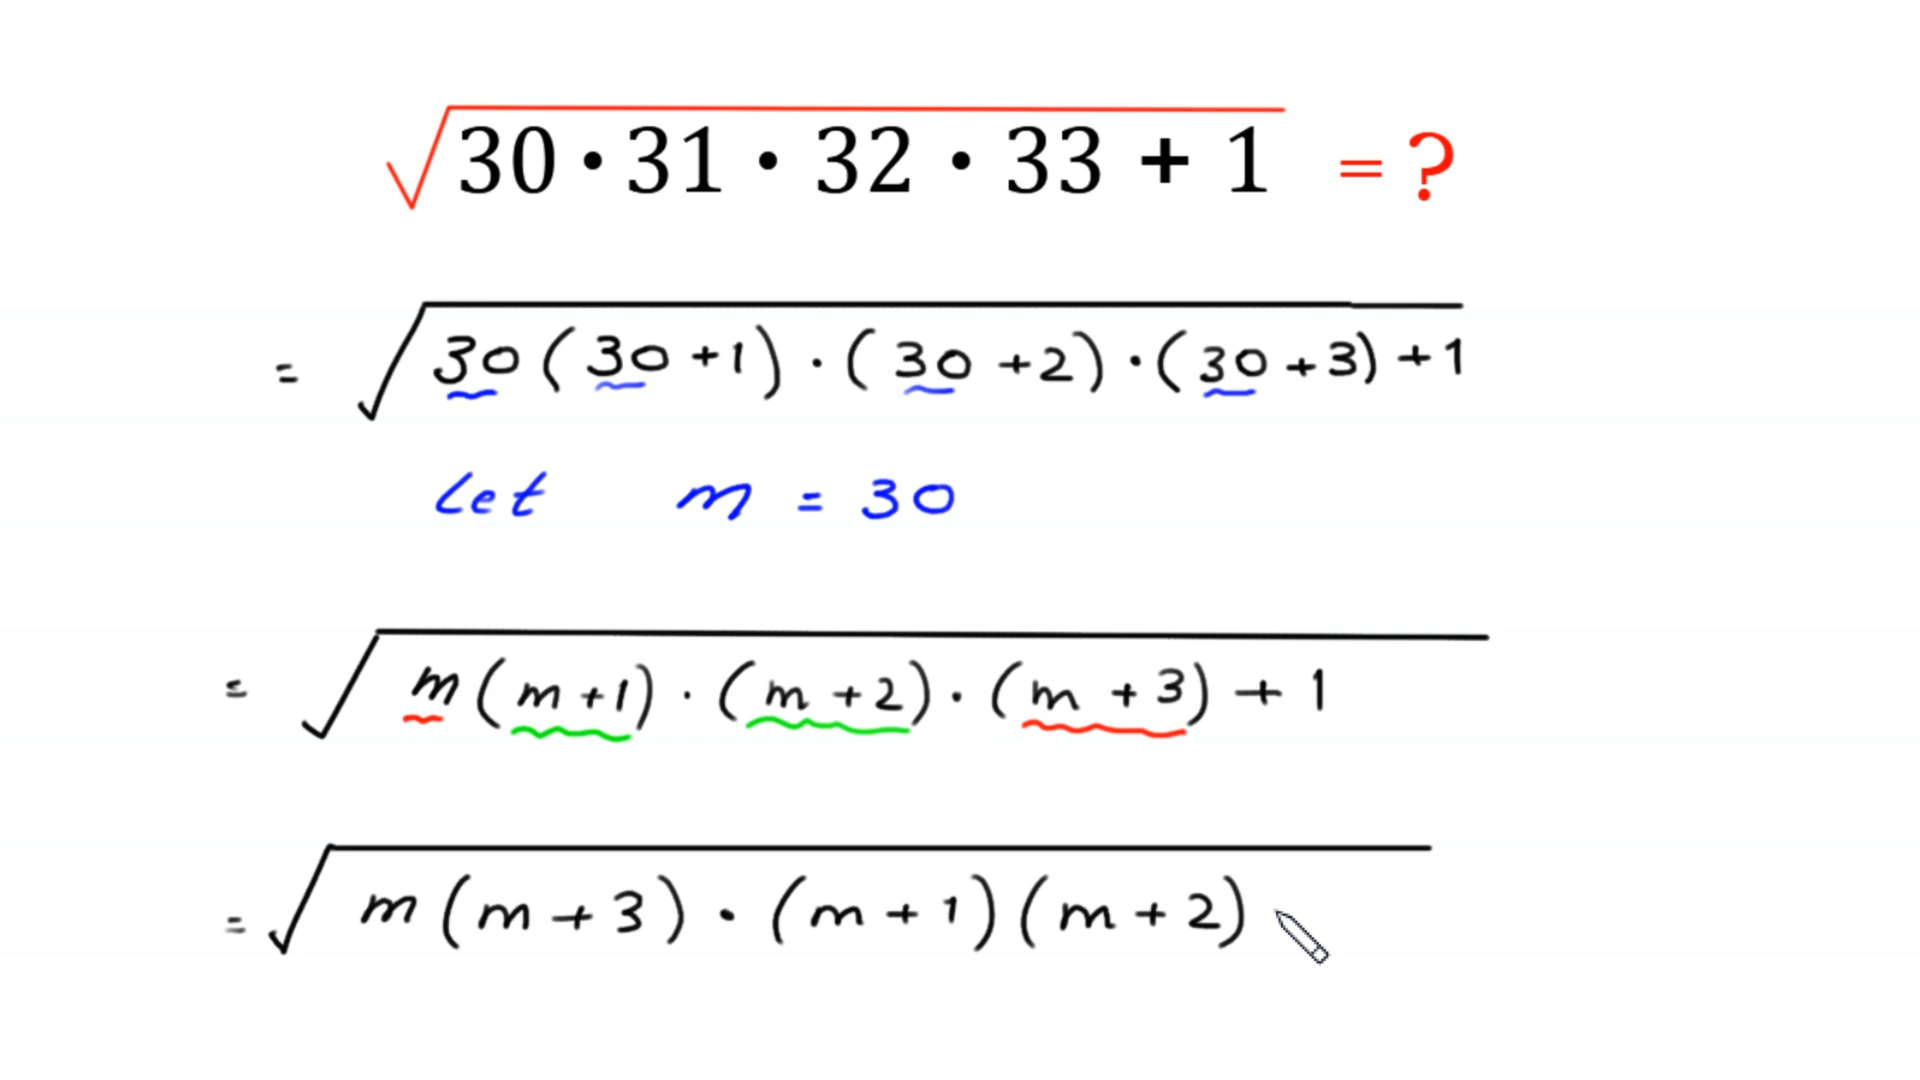 √30 · 31 · 32 · 33 + 1 = ?
= √30(30+1) · (30+2) · (30+3)+1
Let m = 30
= √m(m+1) · (m+2) · (m+3)+1
= √m(m+3) · (m+1)(m+2)